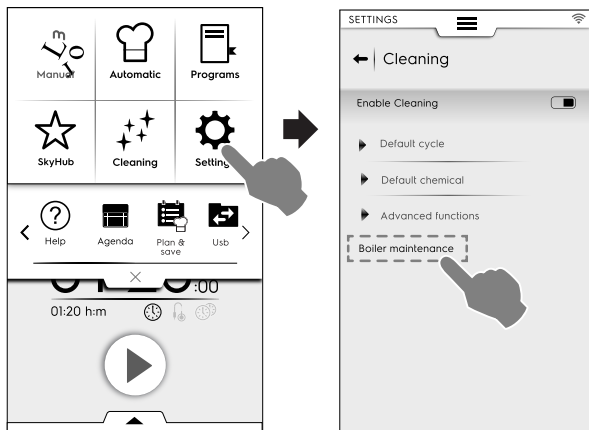 Manual
Automatic
Programs
SkyHub
Cleaning
Setting
?
Help
Agenda
Plan &
save
Usb
:00
01:20 h:m
SETTINGS
Cleaning
Enable Cleaning
Default cycle
Default chemical
Advanced functions
Boiler maintenance